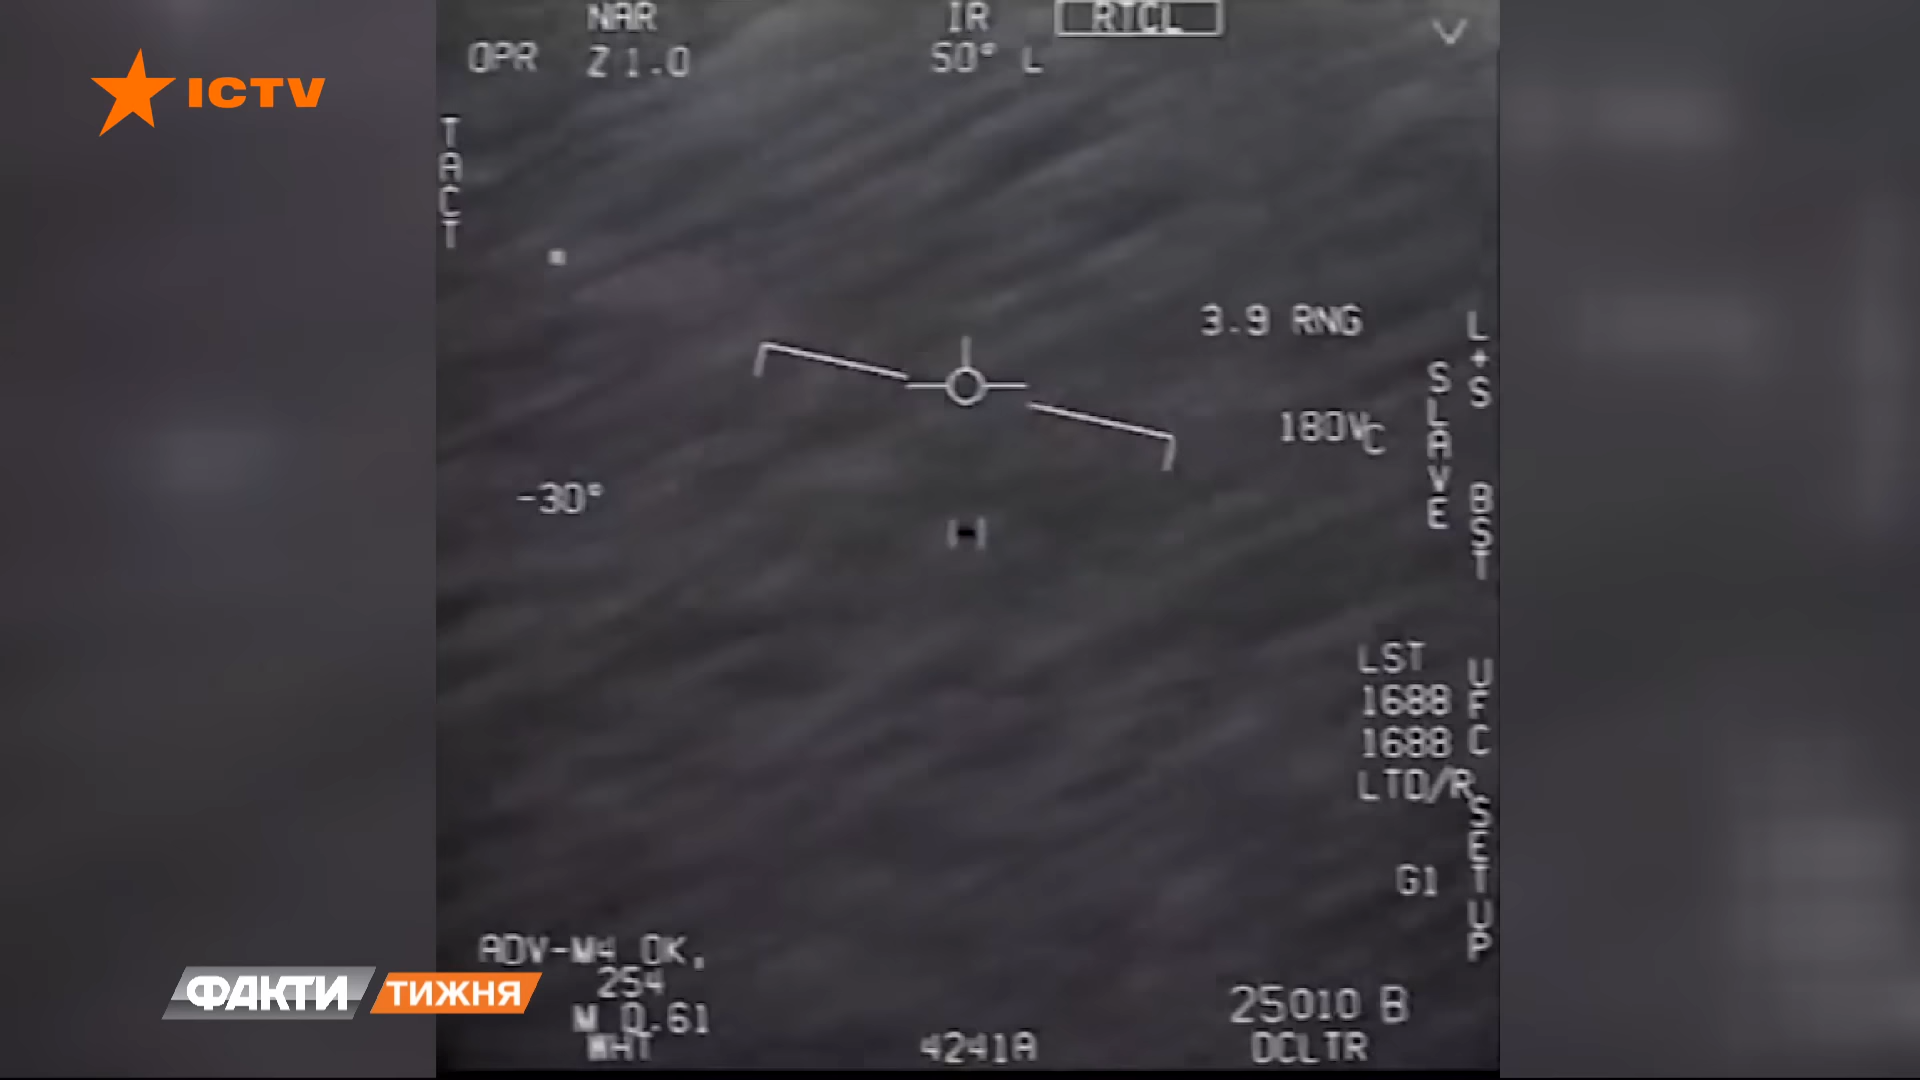 NAR
IR
RTCL
OPR
Z 1.0
50° L
ICTV
TACT
3.9 RNG
L+S
SLAVE
180Vc
-30°
BST
LST
1688
1688
LTD/R
UFC
SETUP
G1
ADV-M4 OK,
254
M 0.61
WHT
4241A
25010 B
DCLTR
ФАКТИ ТИЖНЯ